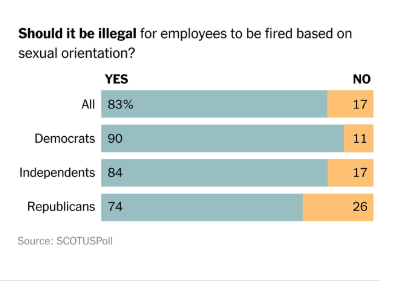 Should it be illegal for employees to be fired based on
sexual orientation?
YES NO
All 83% 17
Democrats 90 11
Independents 84 17
Republicans 74 26
Source: SCOTUSPoll